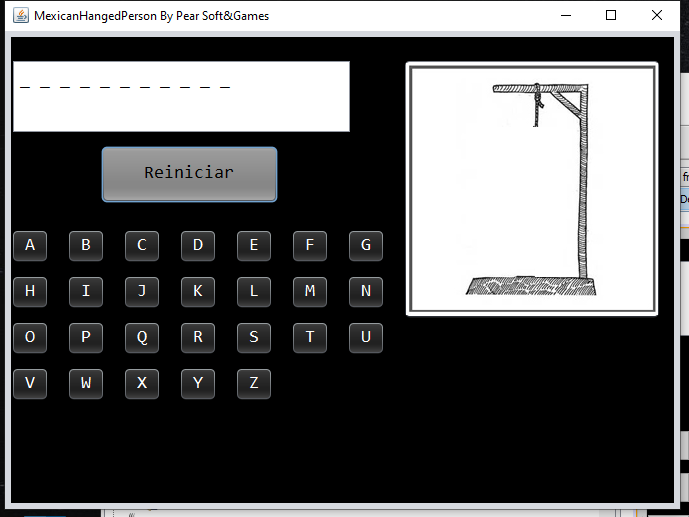 MexicanHangedPerson By Pear Soft&Games
_ _ _ _ _ _ _ _ _ _ _
Reiniciar
A B C D E F G
H I J K L M N
O P Q R S T U
V W X Y Z